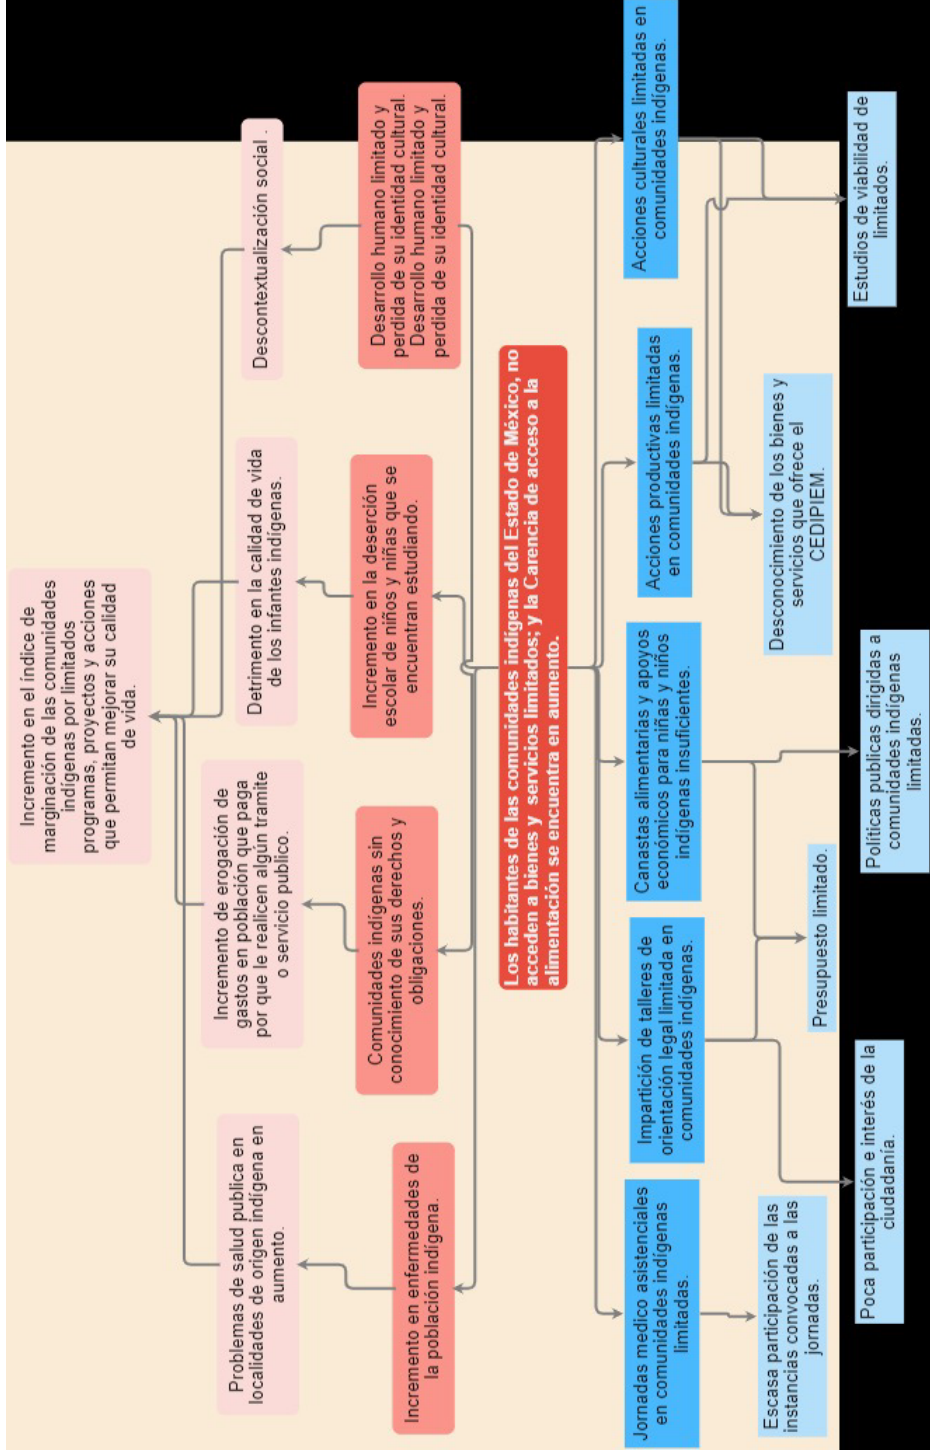 Incremento en el índice de
marginación de las comunidades
indígenas por limitados
programas, proyectos y acciones
que permitan mejorar su calidad
de vida.
Problemas de salud publica en
localidades de origen indígena en
aumento.
Incremento de erogación de
gastos en población que paga
por que le realicen algún tramite
o servicio publico.
Detrimento en la calidad de vida
de los infantes indígenas.
Descontextualización social .
Incremento en enfermedades de
la población indígena.
Comunidades indígenas sin
conocimiento de sus derechos y
obligaciones.
Incremento en la deserción
escolar de niños y niñas que se
encuentran estudiando.
Desarrollo humano limitado y
perdida de su identidad cultural.
Desarrollo humano limitado y
perdida de su identidad cultural.
Los habitantes de las comunidades indígenas del Estado de México, no
acceden a bienes y servicios limitados; y la Carencia de acceso a la
alimentación se encuentra en aumento.
Jornadas medico asistenciales
en comunidades indígenas
limitadas.
Impartición de talleres de
orientación legal limitada en
comunidades indígenas.
Canastas alimentarias y apoyos
económicos para niñas y niños
indígenas insuficientes.
Acciones productivas limitadas
en comunidades indígenas.
Acciones culturales limitadas en
comunidades indígenas.
Escasa participación de las
instancias convocadas a las
jornadas.
Poca participación e interés de la
ciudadanía.
Presupuesto limitado.
Políticas publicas dirigidas a
comunidades indígenas
limitadas.
Desconocimiento de los bienes y
servicios que ofrece el
CEDIPIEM.
Estudios de viabilidad de
limitados.